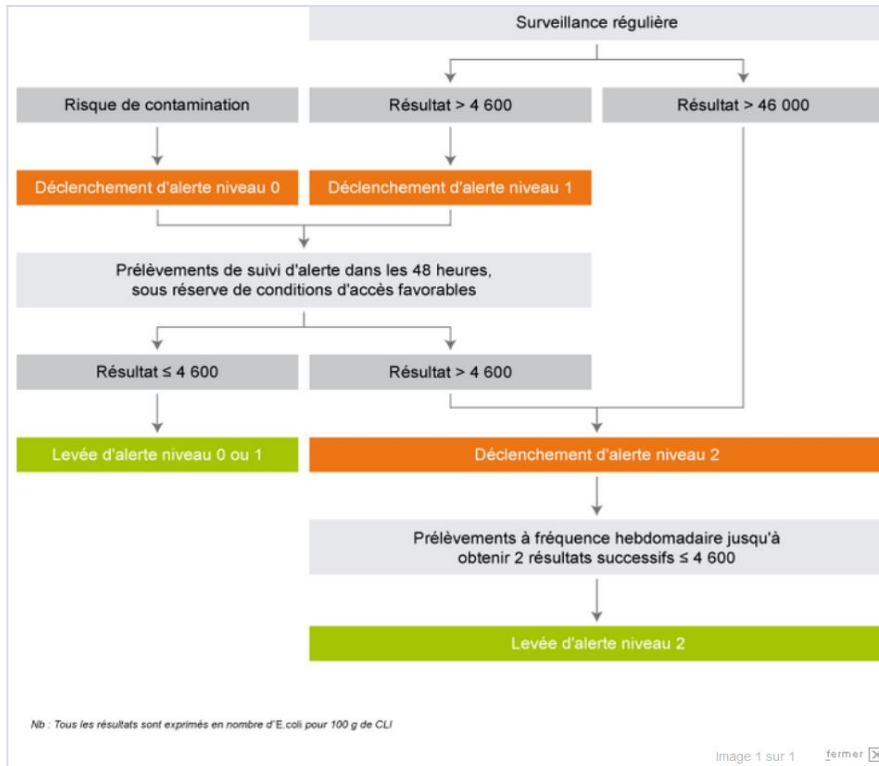 Surveillance régulière
Risque de contamination
Résultat > 4 600
Résultat > 46 000
Déclenchement d'alerte niveau 0
Déclenchement d'alerte niveau 1
Prélèvements de suivi d'alerte dans les 48 heures,
sous réserve de conditions d'accès favorables
Résultat ≤ 4 600
Résultat > 4 600
Levée d'alerte niveau 0 ou 1
Déclenchement d'alerte niveau 2
Prélèvements à fréquence hebdomadaire jusqu'à
obtenir 2 résultats successifs ≤ 4 600
Levée d'alerte niveau 2
Nb : Tous les résultats sont exprimés en nombre d'E.coli pour 100 g de CLI
Image 1 sur 1
fermer